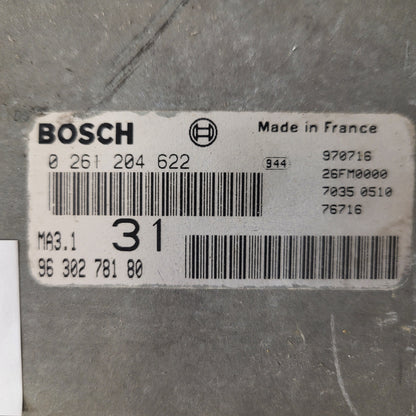 BOSCH Made in France
0 261 204 622 944 970716
26FM0000
7035 0510
76716
MA3.1 31
96 302 781 80